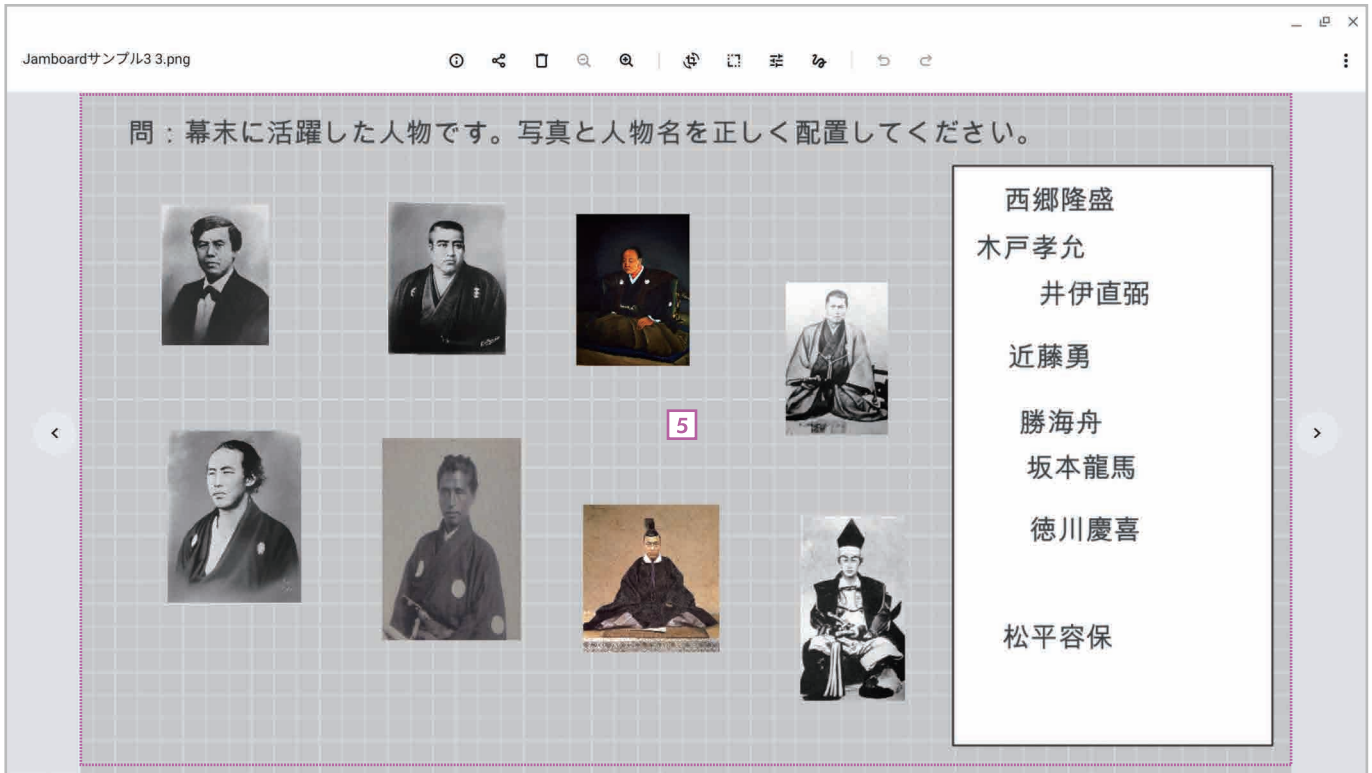 Jamboardサンプル3 3.png
問：幕末に活躍した人物です。写真と人物名を正しく配置してください。
西郷隆盛
木戸孝允
井伊直弼
近藤勇
5
勝海舟
坂本龍馬
徳川慶喜
松平容保